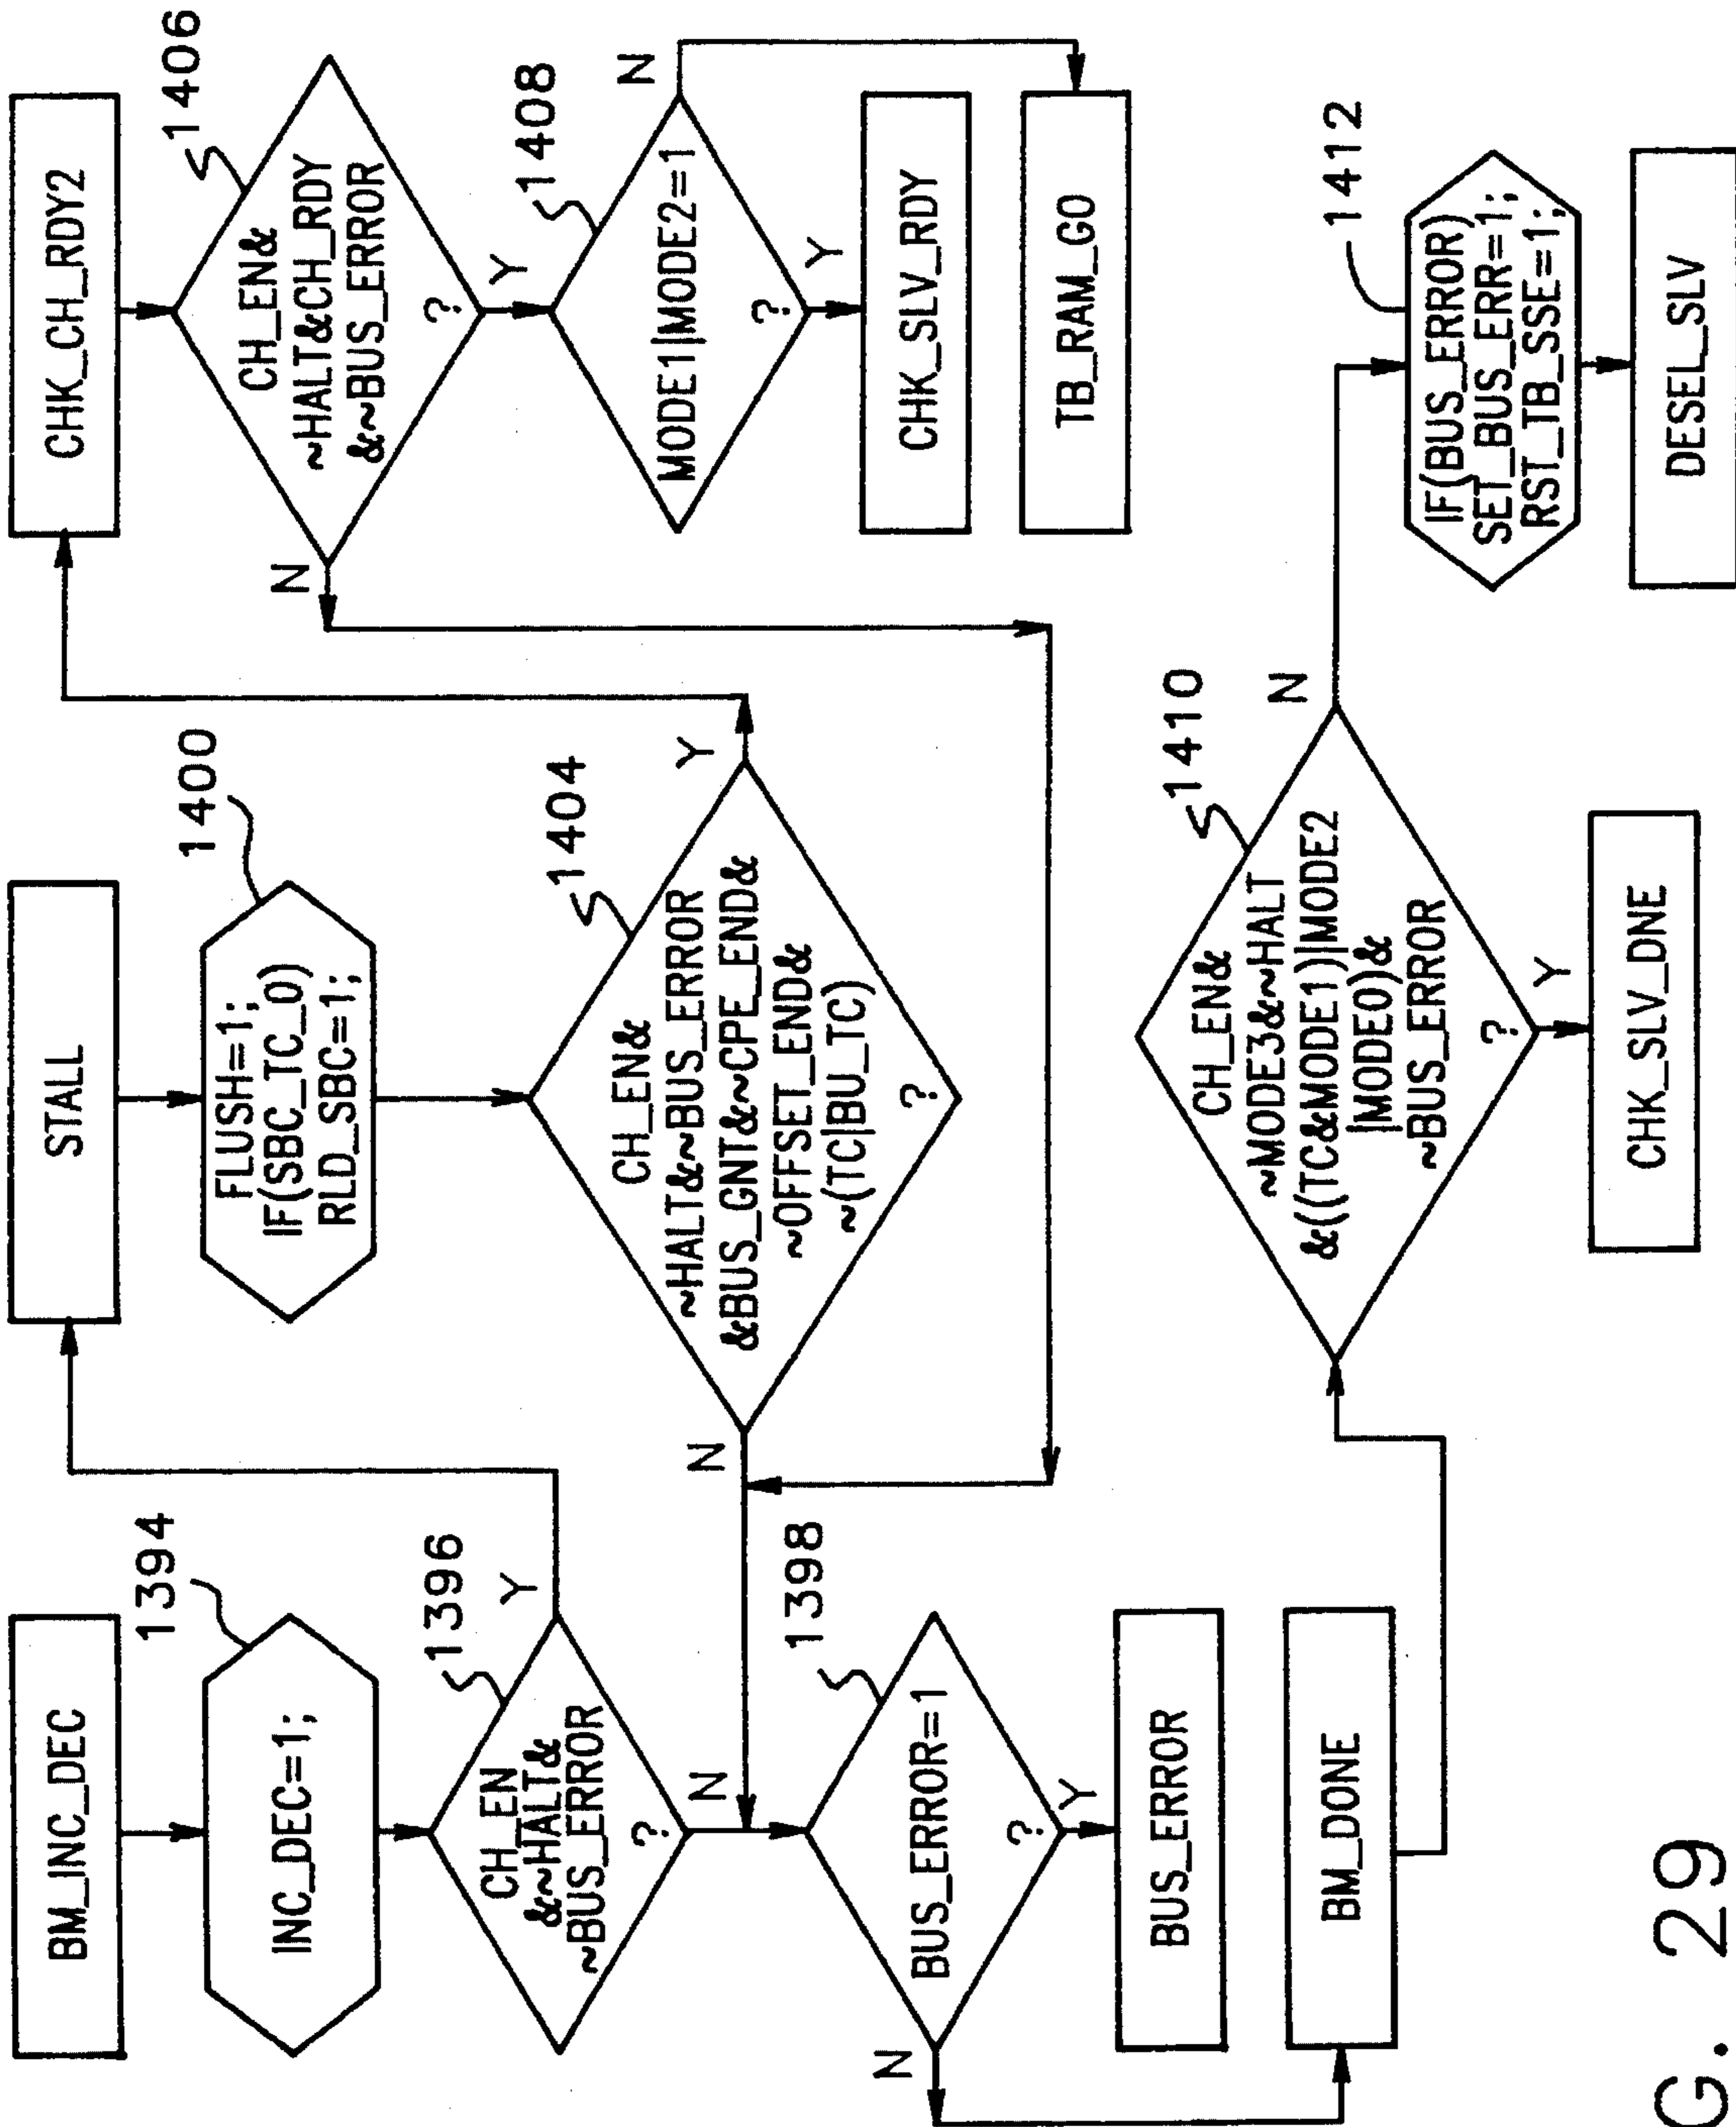 BM_INC_DEC
1394
INC_DEC=1;
1396
CH_EN
&~HALT&
~BUS_ERROR
?
Y
N
1398
BUS_ERROR=1
?
Y
N
BUS_ERROR
BM_DONE
STALL
1400
FLUSH=1;
IF(SBC_TC_0)
RLD_SBC=1;
1404
CH_EN&
~HALT&~BUS_ERROR
&BUS_GNT&~CPE_END&
~OFFSET_END&
~(TC|BU_TC)
?
Y
N
CHK_CH_RDY2
1406
CH_EN&
~HALT&CH_RDY
&~BUS_ERROR
?
N
Y
1408
MODE1|MODE2=1
?
N
Y
CHK_SLV_RDY
TB_RAM_GO
1410
CH_EN&
~MODE3&~HALT
&((TC&MODE1)|MODE2
|MODE0)&
~BUS_ERROR
?
N
Y
CHK_SLV_DNE
1412
IF(BUS_ERROR)
SET_BUS_ERR=1;
RST_TB_SSE=1;
DESEL_SLV
G. 29